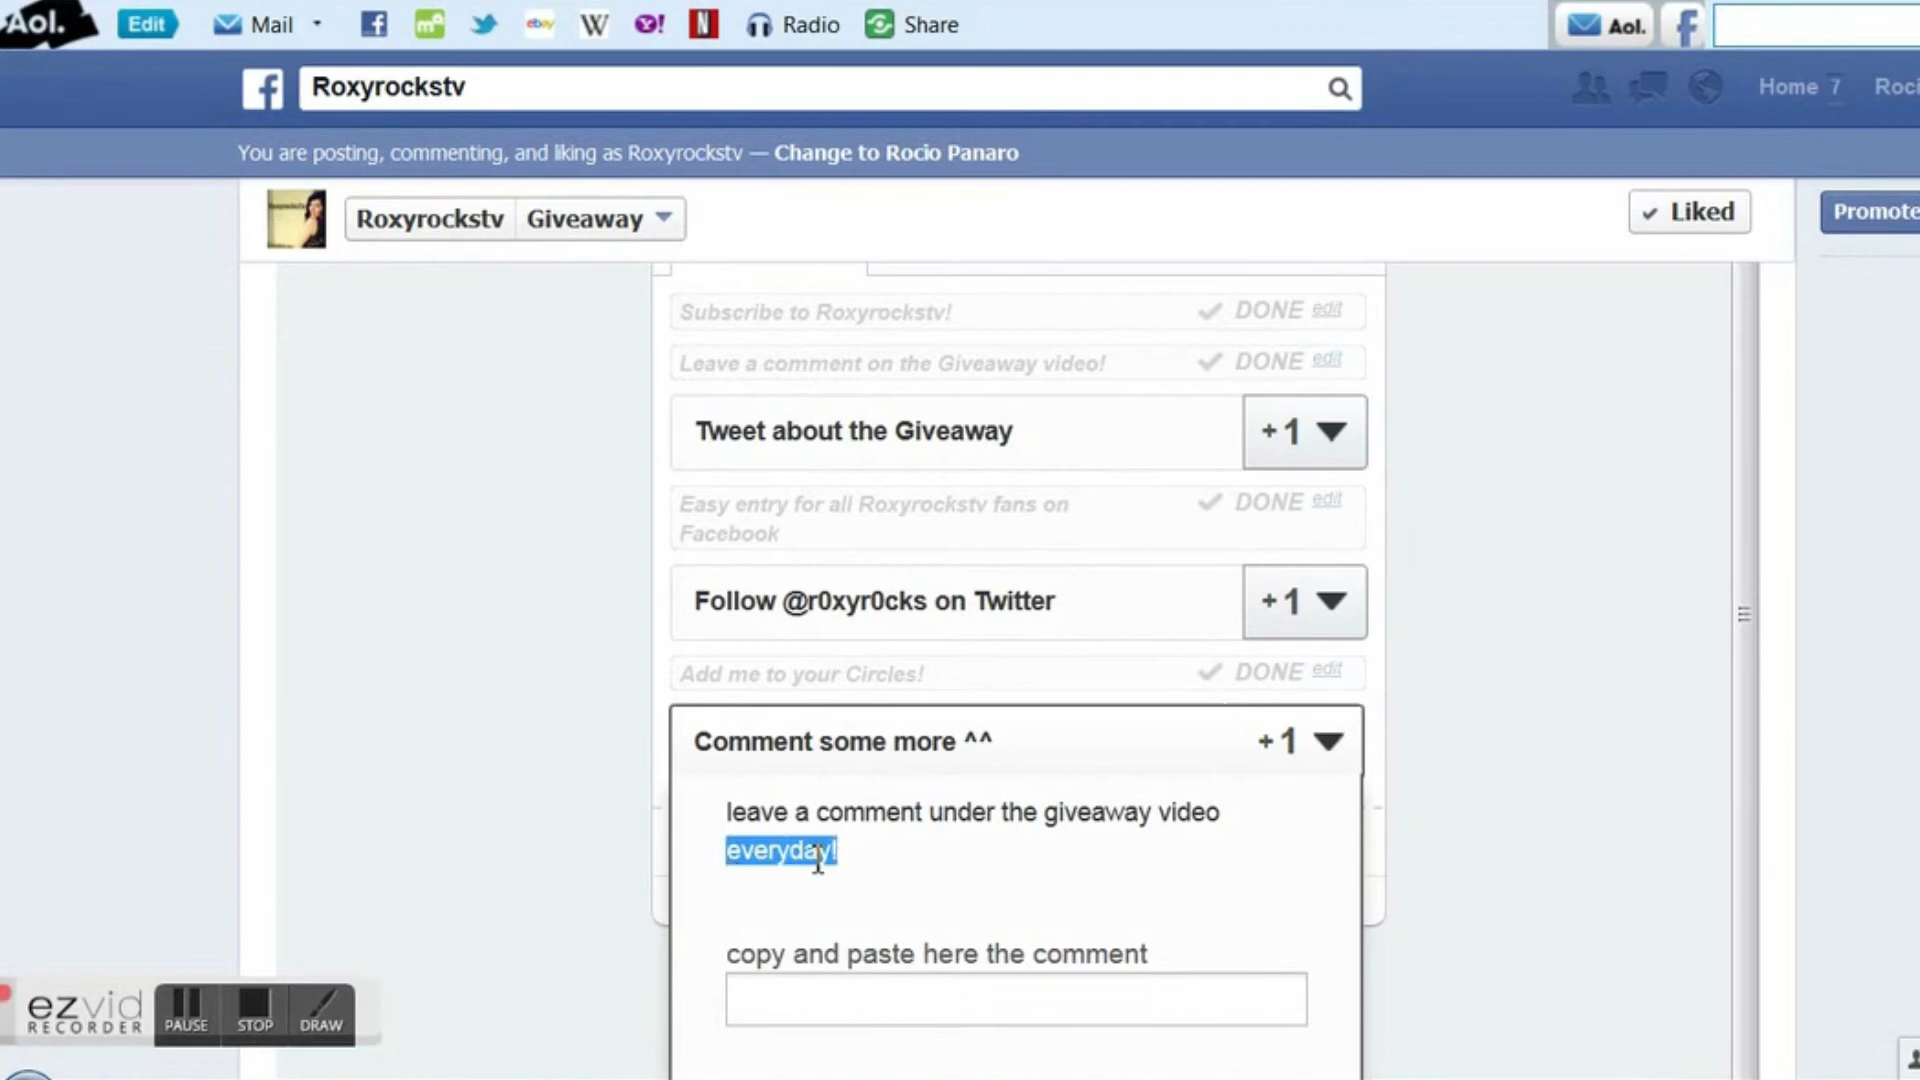 Aol. Edit Mail m@ ebay W Y! N Radio Share Aol.
Roxyrockstv Home 7
You are posting, commenting, and liking as Roxyrockstv — Change to Rocio Panaro
Roxyrockstv Giveaway Liked Promote
Subscribe to Roxyrockstv! DONE edit
Leave a comment on the Giveaway video! DONE edit
Tweet about the Giveaway +1
Easy entry for all Roxyrockstv fans on DONE edit
Facebook
Follow @r0xyr0cks on Twitter +1
Add me to your Circles! DONE edit
Comment some more ^^ +1
leave a comment under the giveaway video
everyday!
copy and paste here the comment
ezvid
RECORDER PAUSE STOP DRAW